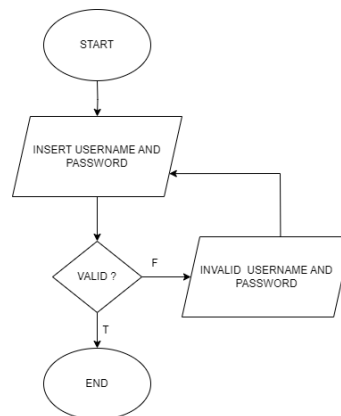 START
INSERT USERNAME AND
PASSWORD
VALID ?
F
INVALID USERNAME AND
PASSWORD
T
END